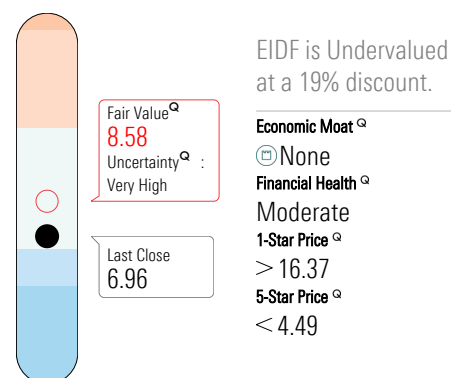 EIDF is Undervalued
at a 19% discount.
Fair Value Q
8.58
Uncertainty Q :
Very High
Last Close
6.96
Economic Moat Q
None
Financial Health Q
Moderate
1-Star Price Q
> 16.37
5-Star Price Q
< 4.49